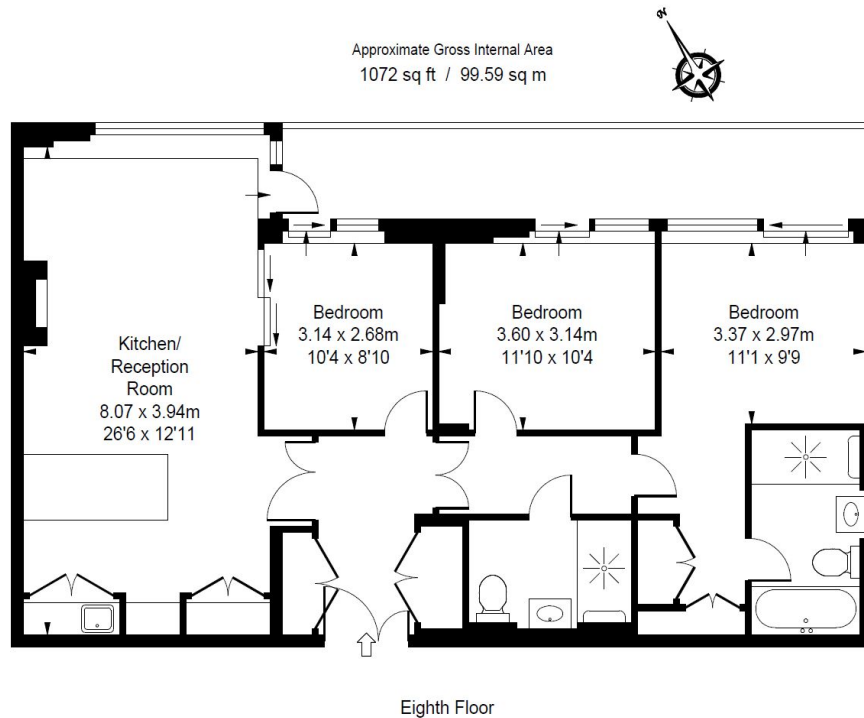 Approximate Gross Internal Area
1072 sq ft / 99.59 sq m
N
Kitchen/
Reception
Room
8.07 x 3.94m
26'6 x 12'11
Bedroom
3.14 x 2.68m
10'4 x 8'10
Bedroom
3.60 x 3.14m
11'10 x 10'4
Bedroom
3.37 x 2.97m
11'1 x 9'9
Eighth Floor